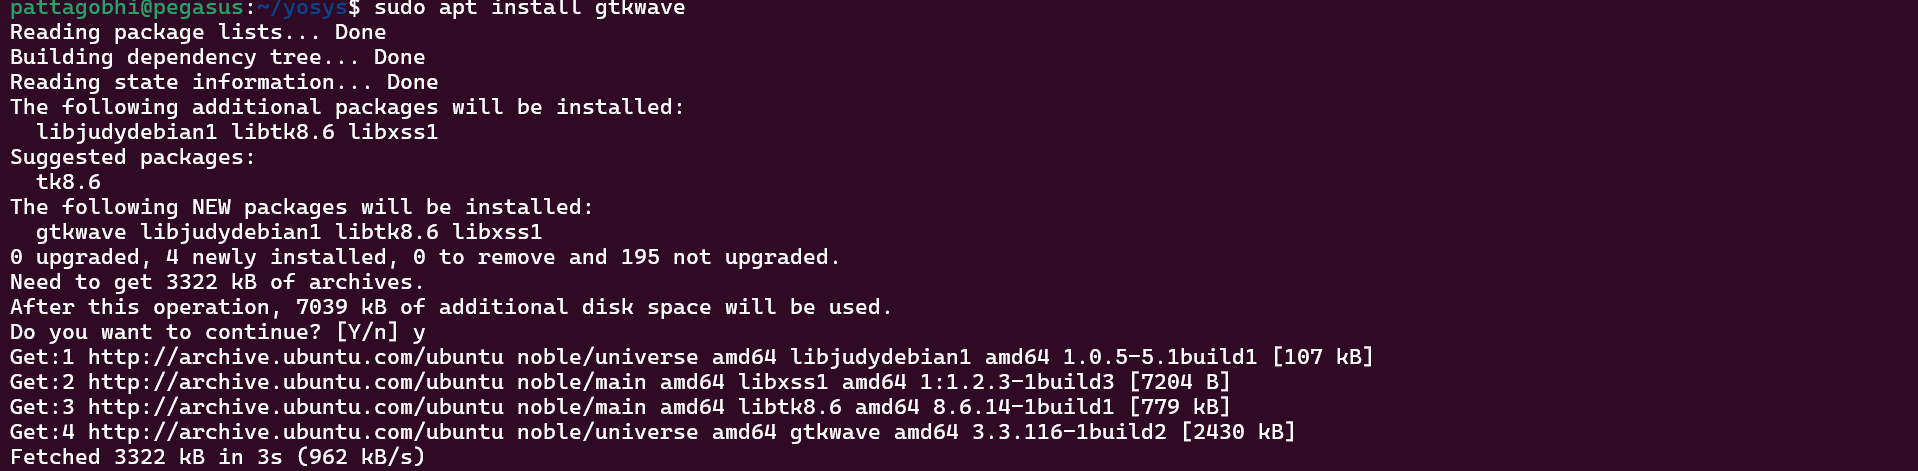 pattagobhi@pegasus:~/yosys$ sudo apt install gtkwave
Reading package lists... Done
Building dependency tree... Done
Reading state information... Done
The following additional packages will be installed:
  libjudydebian1 libtk8.6 libxss1
Suggested packages:
  tk8.6
The following NEW packages will be installed:
  gtkwave libjudydebian1 libtk8.6 libxss1
0 upgraded, 4 newly installed, 0 to remove and 195 not upgraded.
Need to get 3322 kB of archives.
After this operation, 7039 kB of additional disk space will be used.
Do you want to continue? [Y/n] y
Get:1 http://archive.ubuntu.com/ubuntu noble/universe amd64 libjudydebian1 amd64 1.0.5-5.1build1 [107 kB]
Get:2 http://archive.ubuntu.com/ubuntu noble/main amd64 libxss1 amd64 1:1.2.3-1build3 [7204 B]
Get:3 http://archive.ubuntu.com/ubuntu noble/main amd64 libtk8.6 amd64 8.6.14-1build1 [779 kB]
Get:4 http://archive.ubuntu.com/ubuntu noble/universe amd64 gtkwave amd64 3.3.116-1build2 [2430 kB]
Fetched 3322 kB in 3s (962 kB/s)